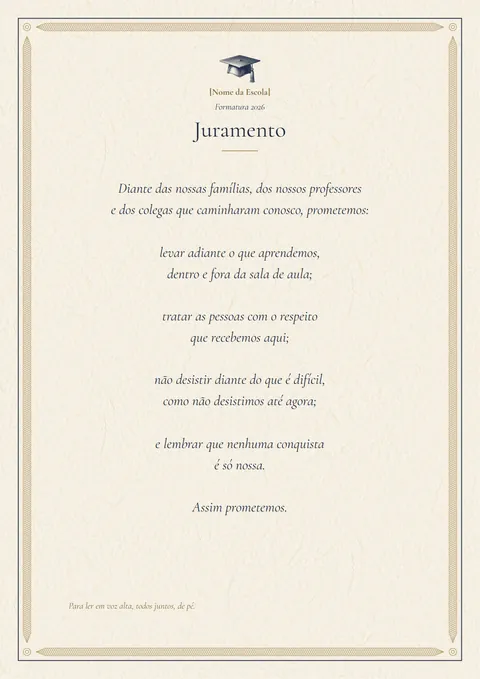 [Nome da Escola]
Formatura 2026
Juramento
Diante das nossas famílias, dos nossos professores
e dos colegas que caminharam conosco, prometemos:
levar adiante o que aprendemos,
dentro e fora da sala de aula;
tratar as pessoas com o respeito
que recebemos aqui;
não desistir diante do que é difícil,
como não desistimos até agora;
e lembrar que nenhuma conquista
é só nossa.
Assim prometemos.
Para ler em voz alta, todos juntos, de pé.